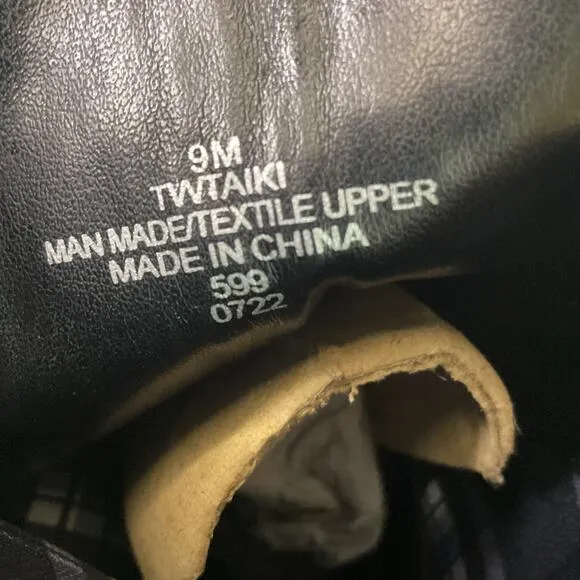 9M
TWTAIKI
MAN MADE/TEXTILE UPPER
MADE IN CHINA
599
0722